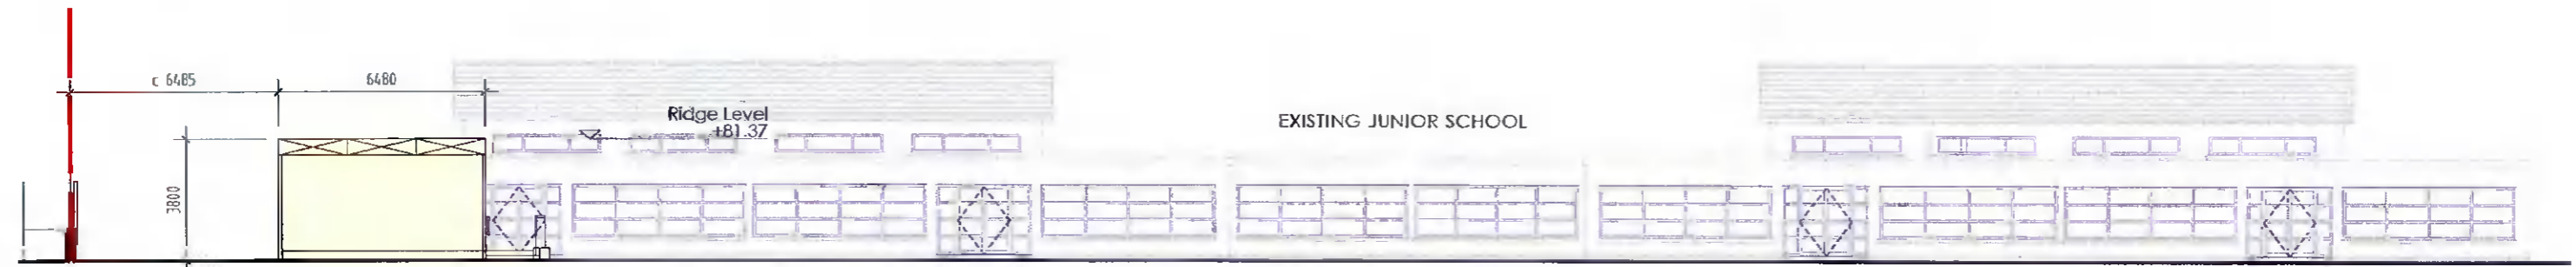 c 6485
6480
Ridge Level
+81.37
EXISTING JUNIOR SCHOOL
3800